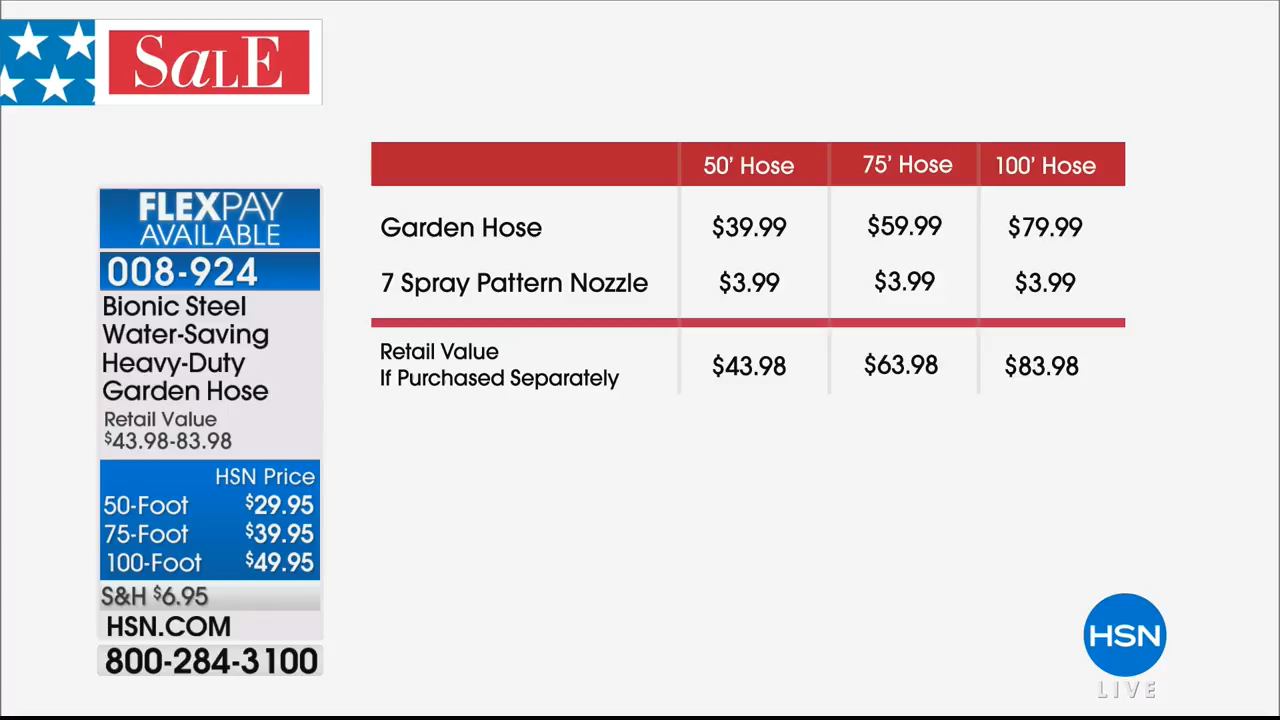 SaLE
FLEXPAY
AVAILABLE
008-924
Bionic Steel
Water-Saving
Heavy-Duty
Garden Hose
Retail Value
$43.98-83.98
HSN Price
50-Foot $29.95
75-Foot $39.95
100-Foot $49.95
S&H $6.95
HSN.COM
800-284-3100
50’ Hose 75’ Hose 100’ Hose
Garden Hose $39.99 $59.99 $79.99
7 Spray Pattern Nozzle $3.99 $3.99 $3.99
Retail Value
If Purchased Separately $43.98 $63.98 $83.98
HSN
LIVE